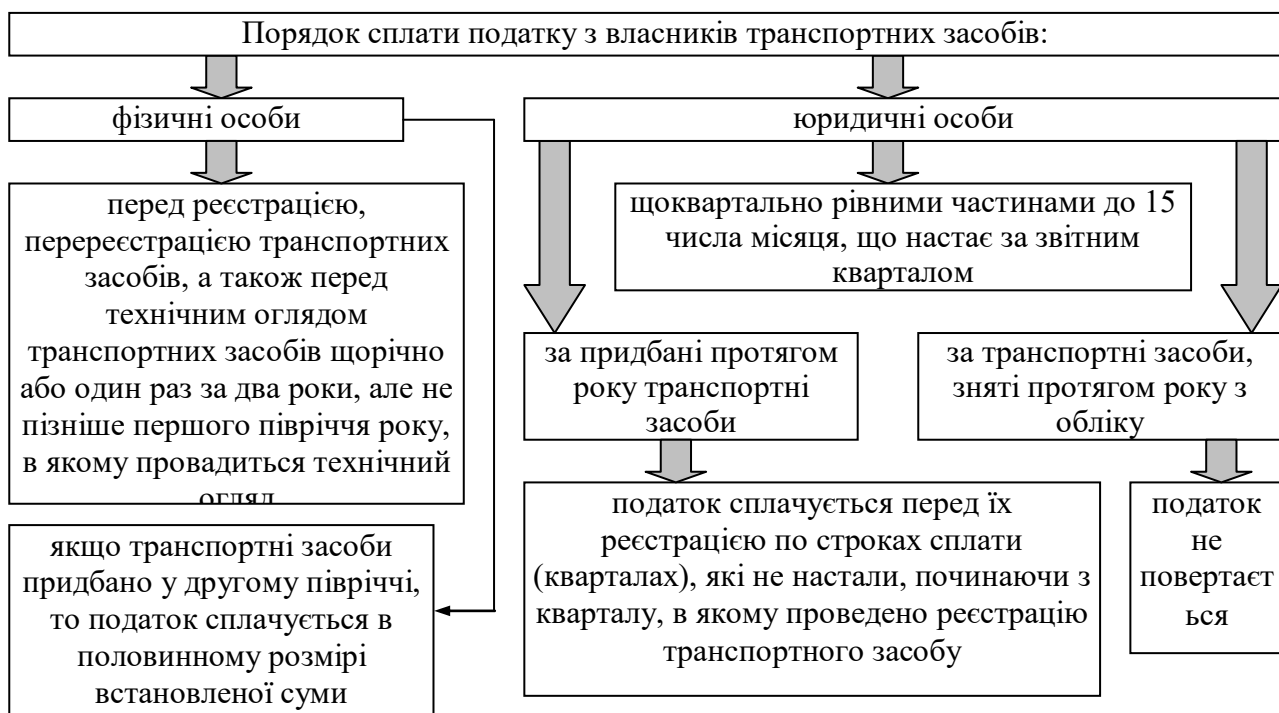 Порядок сплати податку з власників транспортних засобів:
фізичні особи
юридичні особи
перед реєстрацією,
перереєстрацією транспортних
засобів, а також перед
технічним оглядом
транспортних засобів щорічно
або один раз за два роки, але не
пізніше першого півріччя року,
в якому провадиться технічний
огляд
якщо транспортні засоби
придбано у другому півріччі,
то податок сплачується в
половинному розмірі
встановленої суми
щоквартально рівними частинами до 15
числа місяця, що настає за звітним
кварталом
за придбані протягом
року транспортні
засоби
податок сплачується перед їх
реєстрацією по строках сплати
(кварталах), які не настали, починаючи з
кварталу, в якому проведено реєстрацію
транспортного засобу
за транспортні засоби,
зняті протягом року з
обліку
податок
не
повертаєт
ься